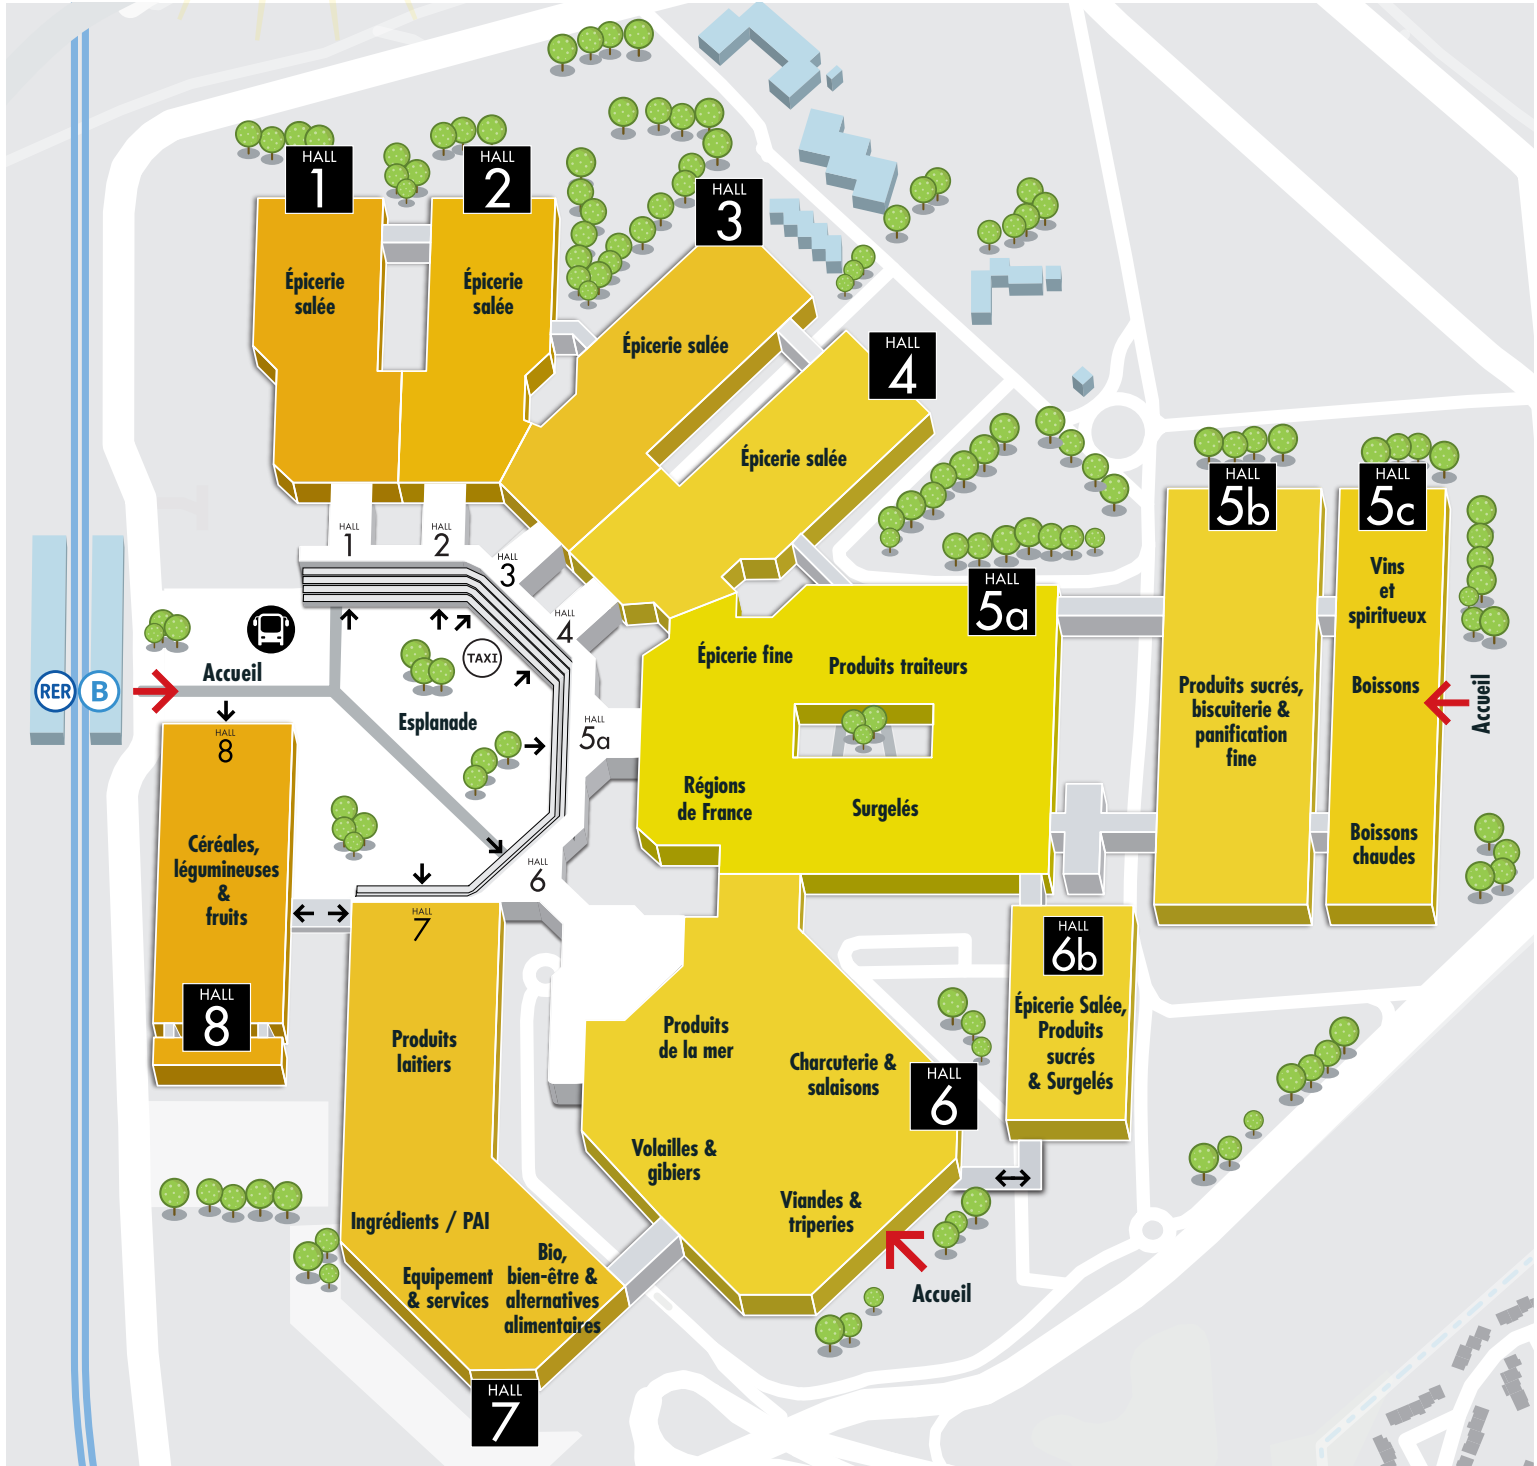 HALL
1
HALL
2
HALL
3
HALL
4
Épicerie
salée
Épicerie
salée
Épicerie salée
Épicerie salée
HALL
5b
HALL
5c
HALL
5a
HALL
1
HALL
2
HALL
3
HALL
4
HALL
5a
HALL
6
HALL
7
HALL
8
TAXI
Accueil
RER
B
Esplanade
Épicerie fine
Produits traiteurs
Régions
de France
Surgelés
Produits sucrés,
biscuiterie &
panification
fine
Vins
et
spiritueux
Boissons
Boissons
chaudes
Accueil
Céréales,
légumineuses
&
fruits
HALL
8
Produits
laitiers
Ingrédients / PAI
Equipement
& services
Bio,
bien-être &
alternatives
alimentaires
HALL
7
Produits
de la mer
Charcuterie &
salaisons
Volailles &
gibiers
Viandes &
triperies
HALL
6
HALL
6b
Épicerie Salée,
Produits
sucrés
& Surgelés
Accueil